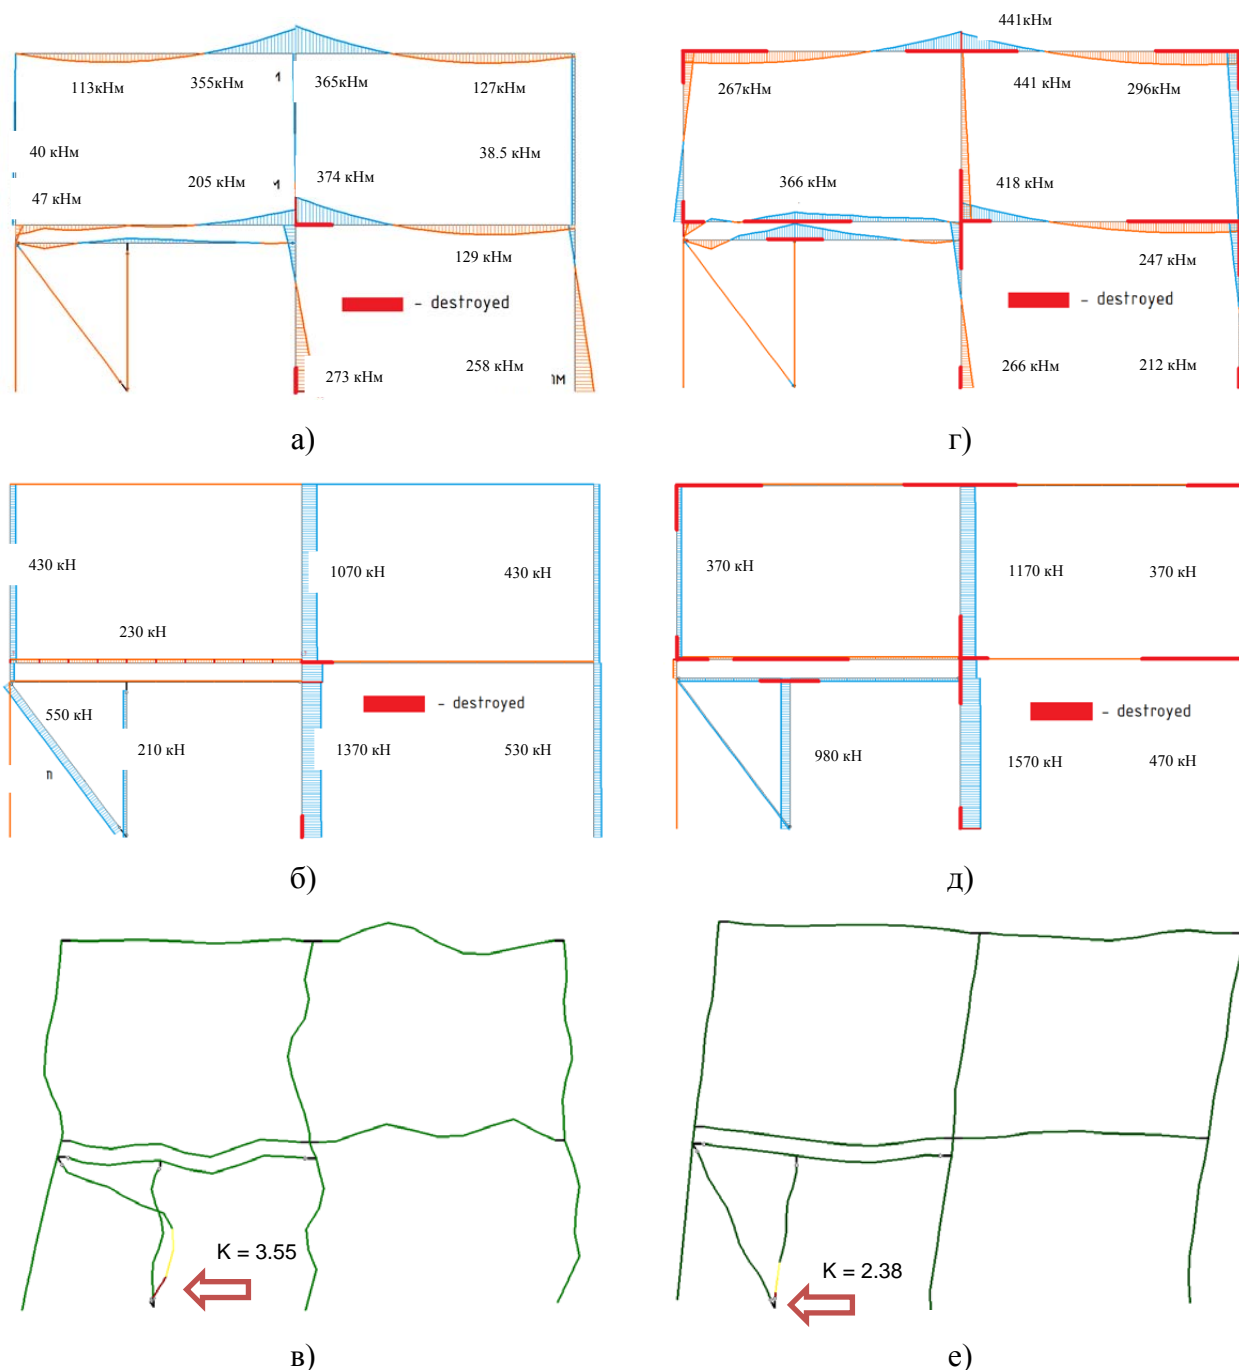 441кНм
113кНм 355кНм 1 365кНм 127кНм
267кНм 441 кНм 296кНм
40 кНм 38.5 кНм
47 кНм 205 кНм 374 кНм
366 кНм 418 кНм
129 кНм
- destroyed
273 кНм 258 кНм
247 кНм
- destroyed
266 кНм 212 кНм
а)
г)
430 кН 1070 кН 430 кН
230 кН
- destroyed
550 кН
210 кН 1370 кН 530 кН
370 кН 1170 кН 370 кН
- destroyed
980 кН 1570 кН 470 кН
б)
д)
K = 3.55
K = 2.38
в)
е)